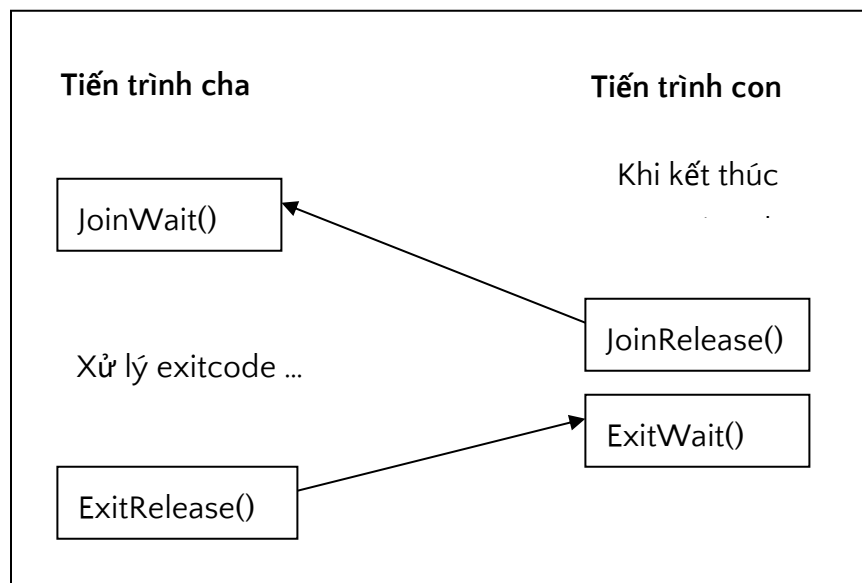 Tiến trình cha
Tiến trình con
Khi kết thúc
JoinWait()
JoinRelease()
Xử lý exitcode ...
ExitWait()
ExitRelease()